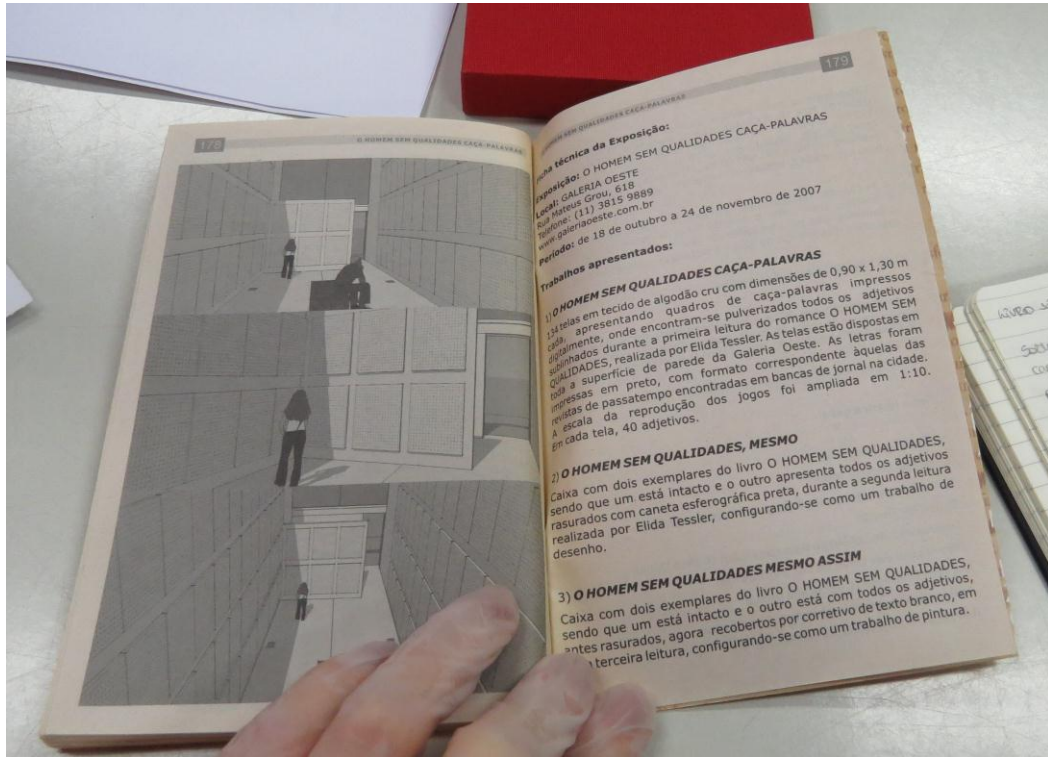 178
O HOMEM SEM QUALIDADES CAÇA-PALAVRAS
179
HOMEM SEM QUALIDADES CAÇA-PALAVRAS
técnica da Exposição:
Exposição: O HOMEM SEM QUALIDADES CAÇA-PALAVRAS
Local: GALERIA OESTE
Rua Mateus Grou, 618
Telefone: (11) 3815 9889
www.galeriaoeste.com.br
Período: de 18 de outubro a 24 de novembro de 2007
Trabalhos apresentados:
1) O HOMEM SEM QUALIDADES CAÇA-PALAVRAS
134 telas em tecido de algodão cru com dimensões de 0,90 x 1,30 m
cada, apresentando quadros de caça-palavras impressos
digitalmente, onde encontram-se pulverizados todos os adjetivos
sublinhados durante a primeira leitura do romance O HOMEM SEM
QUALIDADES, realizada por Elida Tessler. As telas estão dispostas em
toda a superfície de parede da Galeria Oeste. As letras foram
impressas em preto, com formato correspondente àquelas das
revistas de passatempo encontradas em bancas de jornal na cidade.
A escala da reprodução dos jogos foi ampliada em 1:10.
Em cada tela, 40 adjetivos.
2) O HOMEM SEM QUALIDADES, MESMO
Caixa com dois exemplares do livro O HOMEM SEM QUALIDADES,
sendo que um está intacto e o outro apresenta todos os adjetivos
rasurados com caneta esferográfica preta, durante a segunda leitura
realizada por Elida Tessler, configurando-se como um trabalho de
desenho.
3) O HOMEM SEM QUALIDADES MESMO ASSIM
Caixa com dois exemplares do livro O HOMEM SEM QUALIDADES,
sendo que um está intacto e o outro está com todos os adjetivos,
antes rasurados, agora recobertos por corretivo de texto branco, em
terceira leitura, configurando-se como um trabalho de pintura.